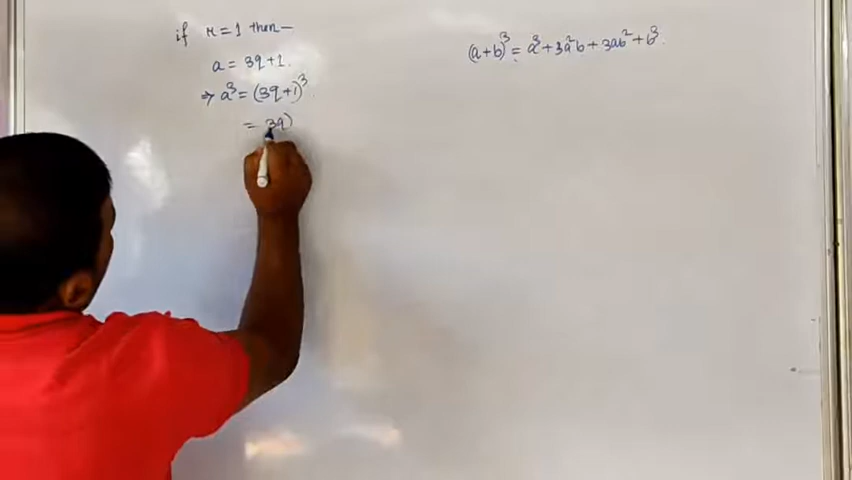 if r=1 then—
a = 3q+1.
⇒ a³ = (3q+1)³
= 3q)
(a+b)³ = a³+3a²b+3ab²+b³.